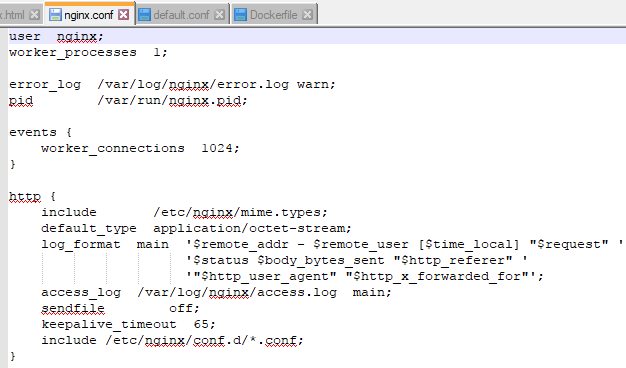 x.html nginx.conf default.conf Dockerfile
user  nginx;
worker_processes  1;
error_log  /var/log/nginx/error.log warn;
pid        /var/run/nginx.pid;
events {
    worker_connections  1024;
}
http {
    include       /etc/nginx/mime.types;
    default_type  application/octet-stream;
    log_format  main  '$remote_addr - $remote_user [$time_local] "$request" '
                      '$status $body_bytes_sent "$http_referer" '
                      '"$http_user_agent" "$http_x_forwarded_for"';
    access_log  /var/log/nginx/access.log  main;
    sendfile        off;
    keepalive_timeout  65;
    include /etc/nginx/conf.d/*.conf;
}